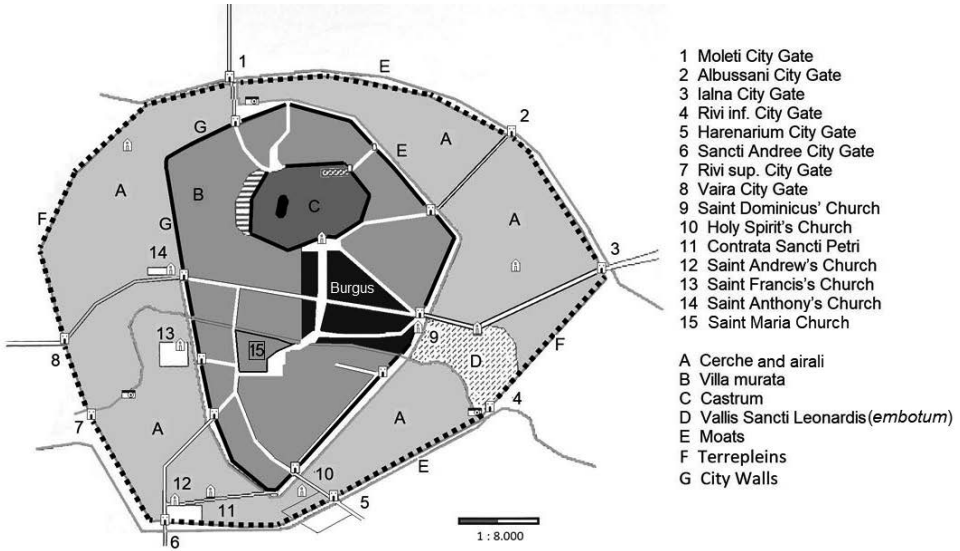 1
E
2
A
G
E
B
A
A
C
F
G
3
14
Burgus
13
9
F
15
D
8
4
7
A
A
E
10
12
5
11
6
1 : 8.000
1 Moleti City Gate
2 Albussani City Gate
3 Ialna City Gate
4 Rivi inf. City Gate
5 Harenarium City Gate
6 Sancti Andree City Gate
7 Rivi sup. City Gate
8 Vaira City Gate
9 Saint Dominicus' Church
10 Holy Spirit's Church
11 Contrata Sancti Petri
12 Saint Andrew's Church
13 Saint Francis's Church
14 Saint Anthony's Church
15 Saint Maria Church
A Cerche and airali
B Villa murata
C Castrum
D Vallis Sancti Leonardis (embotum)
E Moats
F Terrepleins
G City Walls